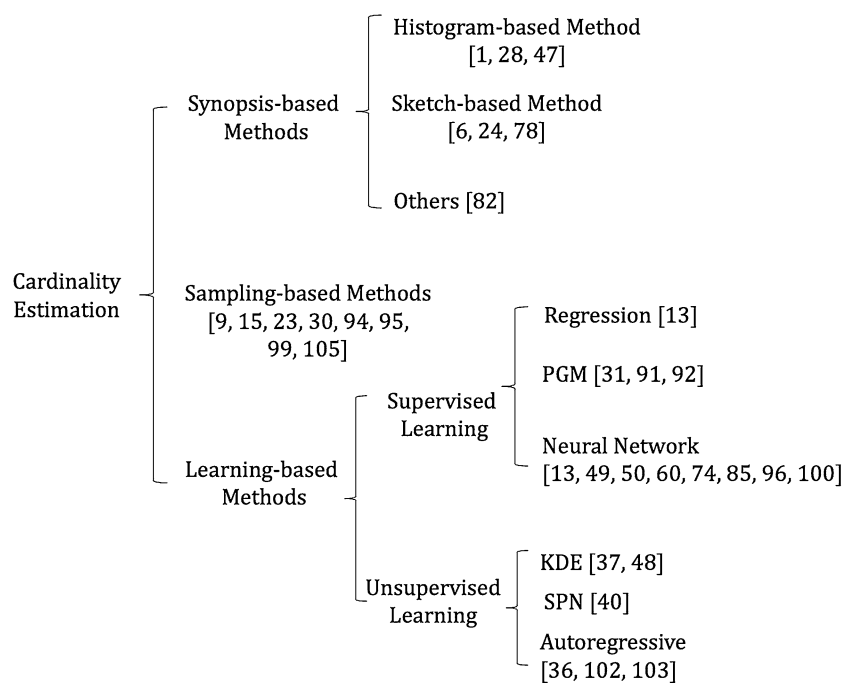 Histogram-based Method
[1, 28, 47]
Synopsis-based
Methods
Sketch-based Method
[6, 24, 78]
Others [82]
Cardinality
Estimation
Sampling-based Methods
[9, 15, 23, 30, 94, 95,
99, 105]
Learning-based
Methods
Supervised
Learning
Regression [13]
PGM [31, 91, 92]
Neural Network
[13, 49, 50, 60, 74, 85, 96, 100]
Unsupervised
Learning
KDE [37, 48]
SPN [40]
Autoregressive
[36, 102, 103]